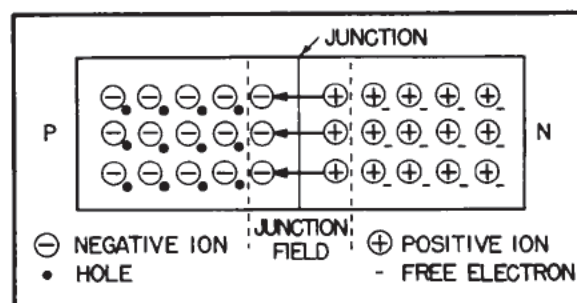 JUNCTION
P
N
JUNCTION
FIELD
⊖ NEGATIVE ION
⊕ POSITIVE ION
• HOLE
- FREE ELECTRON